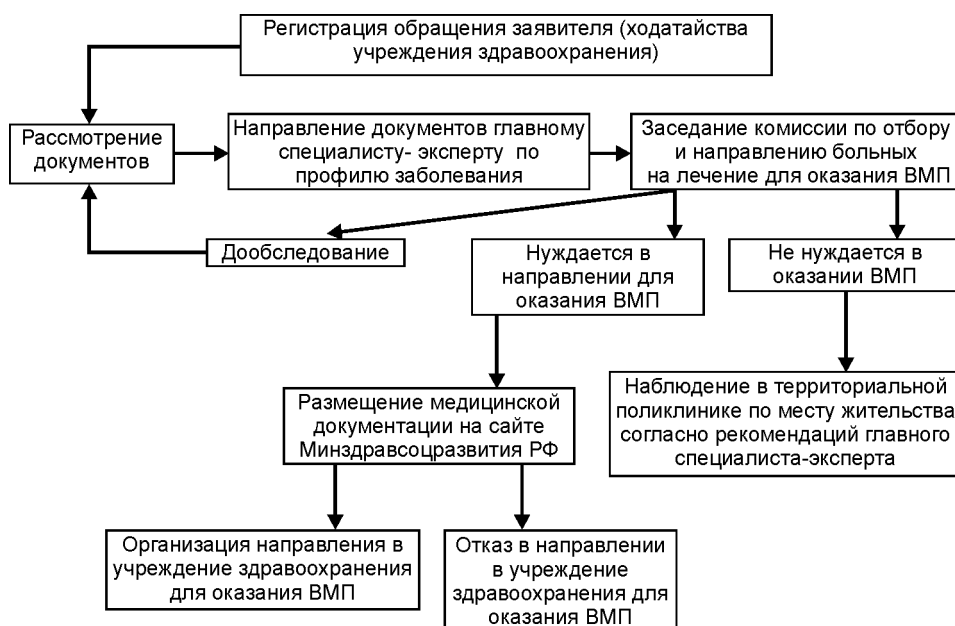 Регистрация обращения заявителя (ходатайства
учреждения здравоохранения)
Рассмотрение
документов
Направление документов главному
специалисту- эксперту по
профилю заболевания
Заседание комиссии по отбору
и направлению больных
на лечение для оказания ВМП
Дообследование
Нуждается в
направлении для
оказания ВМП
Не нуждается в
оказании ВМП
Размещение медицинской
документации на сайте
Минздравсоцразвития РФ
Наблюдение в территориальной
поликлинике по месту жительства
согласно рекомендаций главного
специалиста-эксперта
Организация направления в
учреждение здравоохранения
для оказания ВМП
Отказ в направлении
в учреждение
здравоохранения для
оказания ВМП